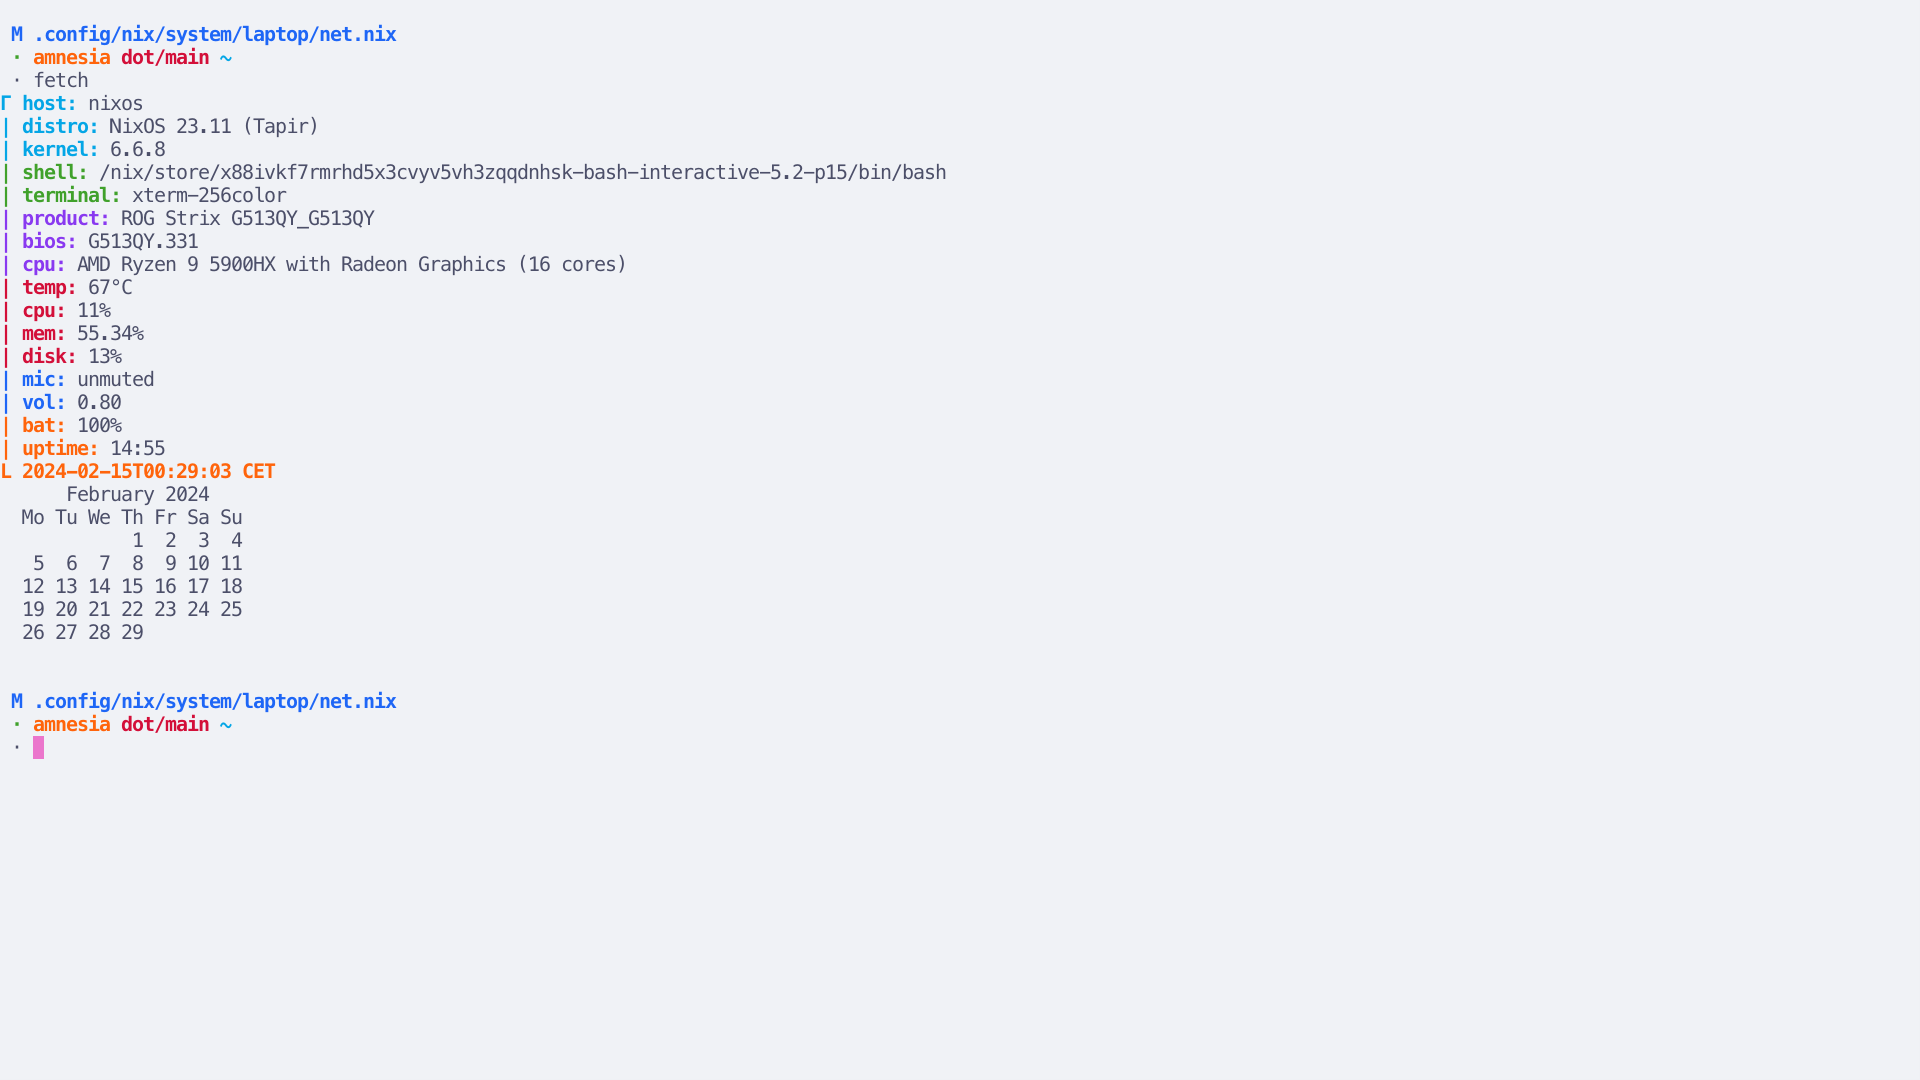 M .config/nix/system/laptop/net.nix
· amnesia dot/main ~
· fetch
Γ host: nixos
| distro: NixOS 23.11 (Tapir)
| kernel: 6.6.8
| shell: /nix/store/x88ivkf7rmrhd5x3cvyv5vh3zqqdnhsk-bash-interactive-5.2-p15/bin/bash
| terminal: xterm-256color
| product: ROG Strix G513QY_G513QY
| bios: G513QY.331
| cpu: AMD Ryzen 9 5900HX with Radeon Graphics (16 cores)
| temp: 67°C
| cpu: 11%
| mem: 55.34%
| disk: 13%
| mic: unmuted
| vol: 0.80
| bat: 100%
| uptime: 14:55
L 2024-02-15T00:29:03 CET
February 2024
Mo Tu We Th Fr Sa Su
1 2 3 4
5 6 7 8 9 10 11
12 13 14 15 16 17 18
19 20 21 22 23 24 25
26 27 28 29
M .config/nix/system/laptop/net.nix
· amnesia dot/main ~
·